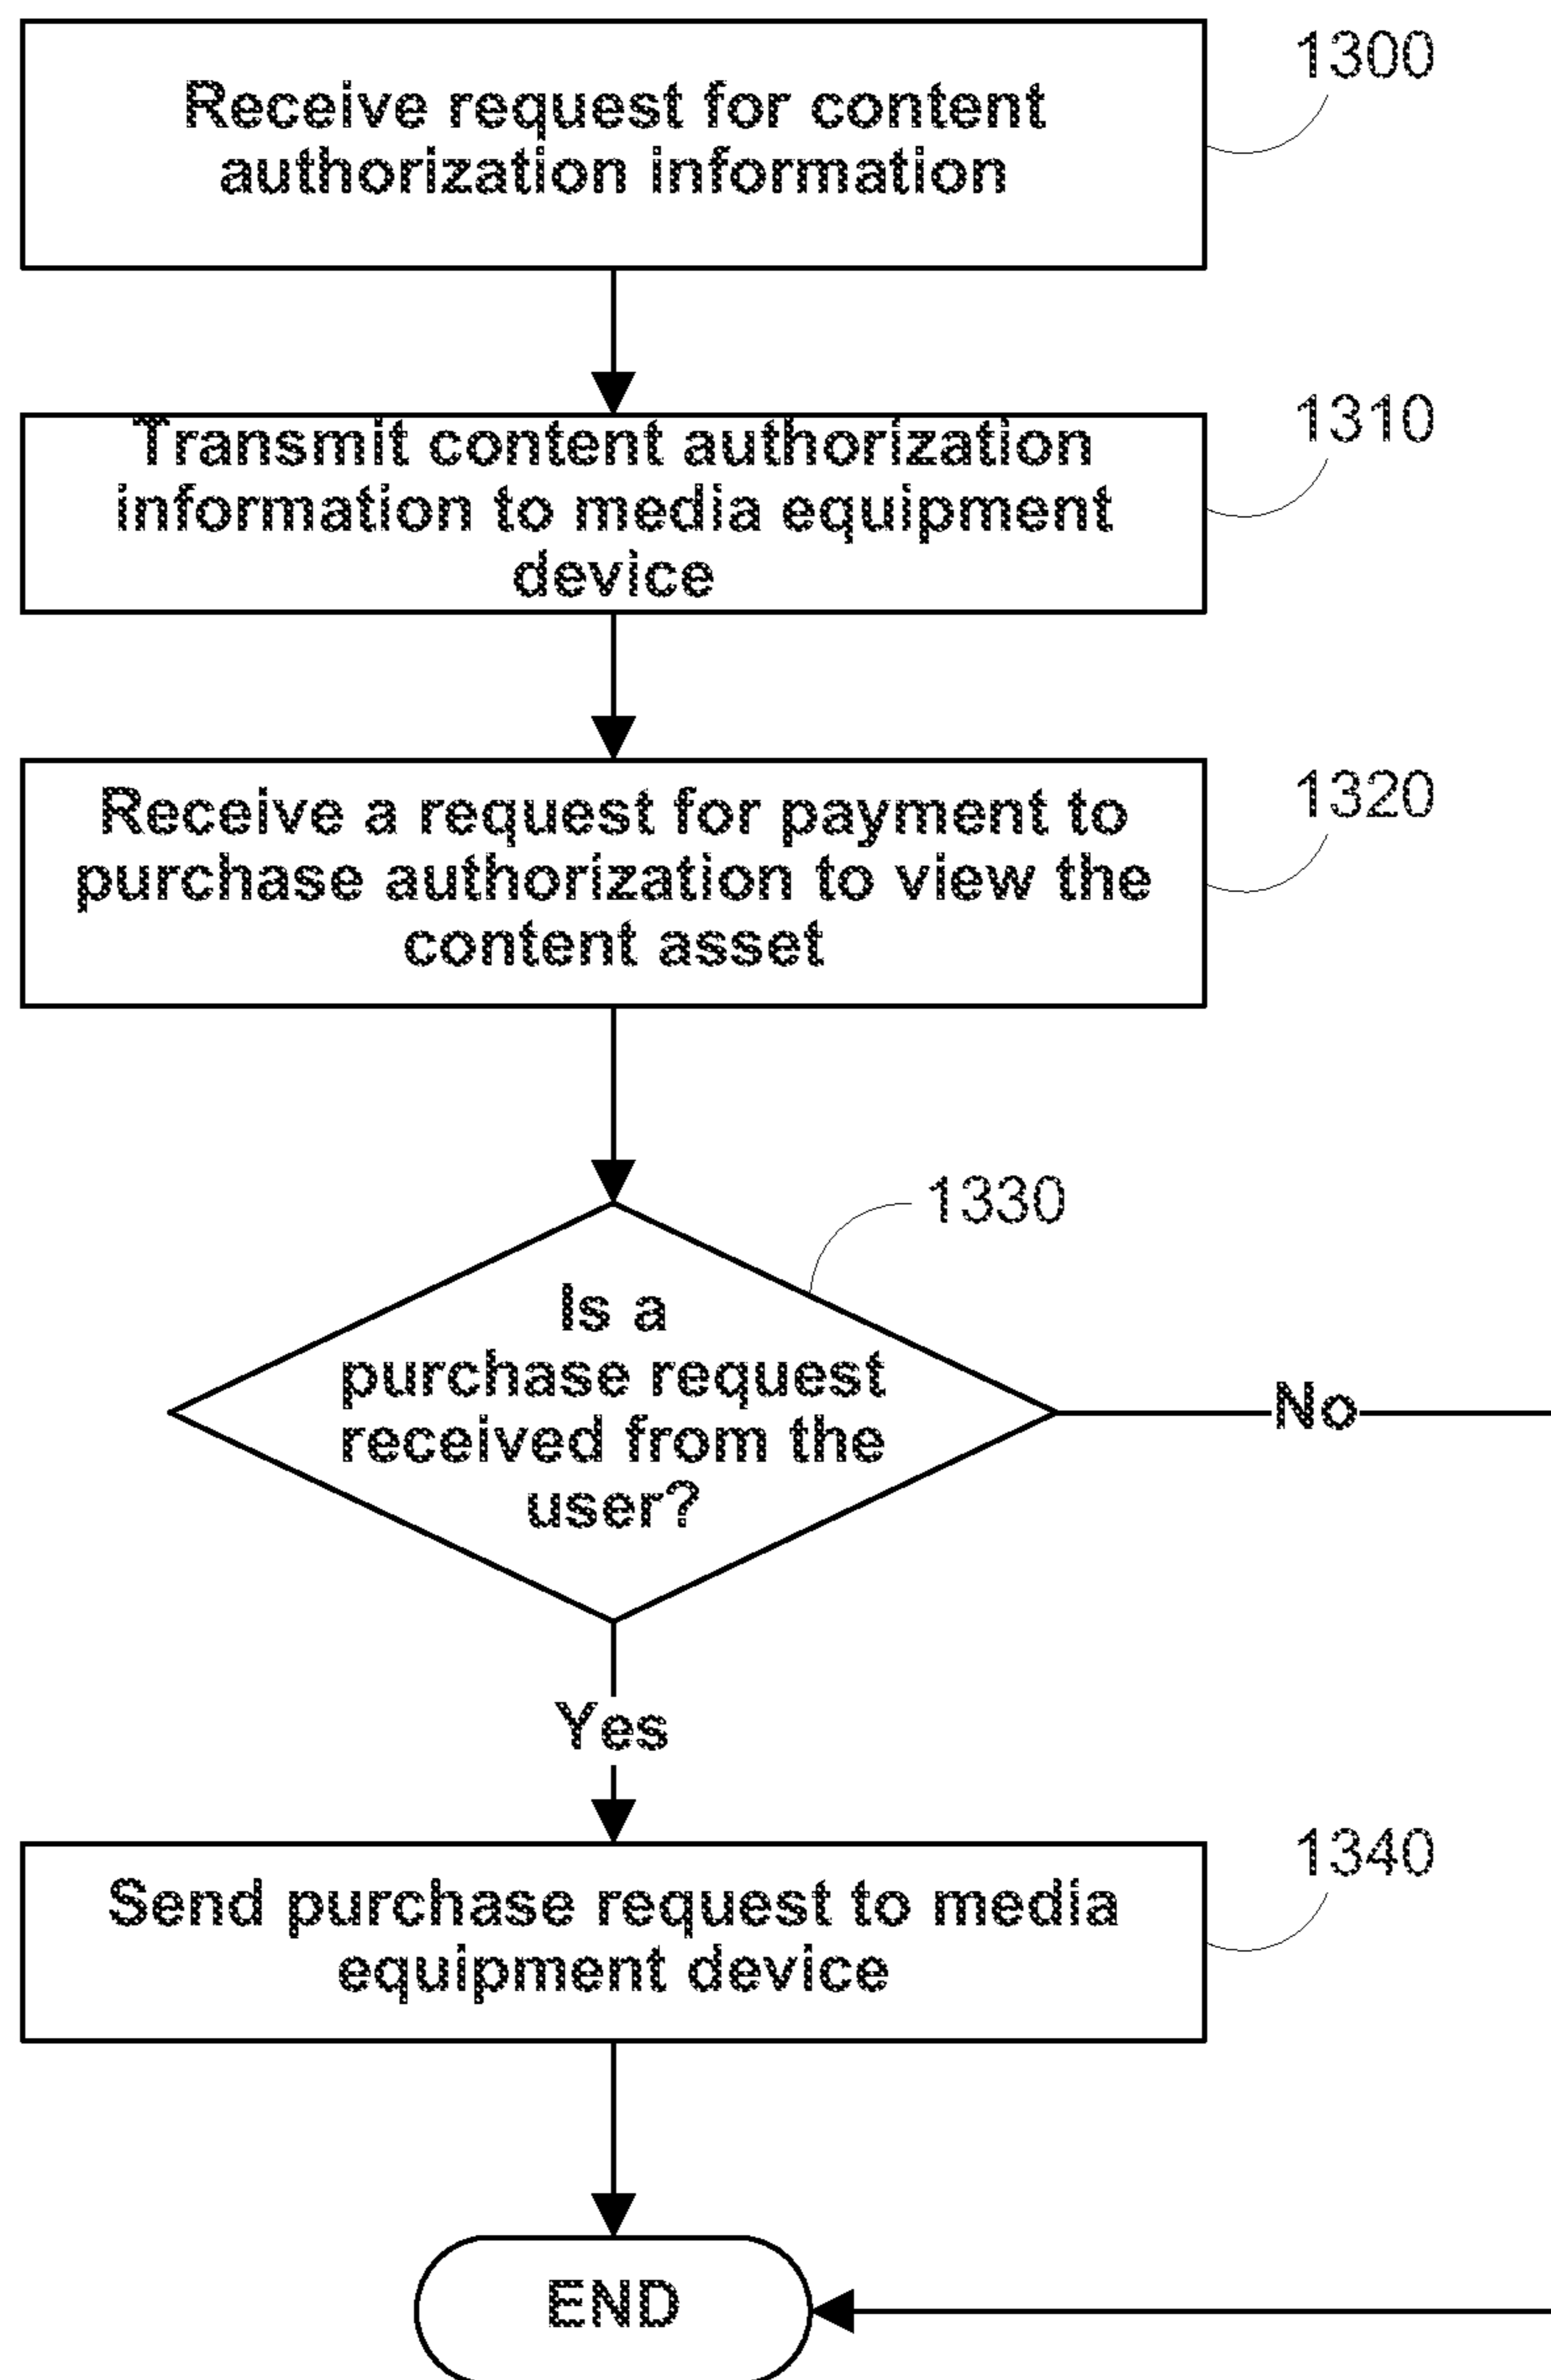 Receive request for content
authorization information
1300
Transmit content authorization
information to media equipment
device
1310
Receive a request for payment to
purchase authorization to view the
content asset
1320
Is a
purchase request
received from the
user?
1330
No
Yes
Send purchase request to media
equipment device
1340
END